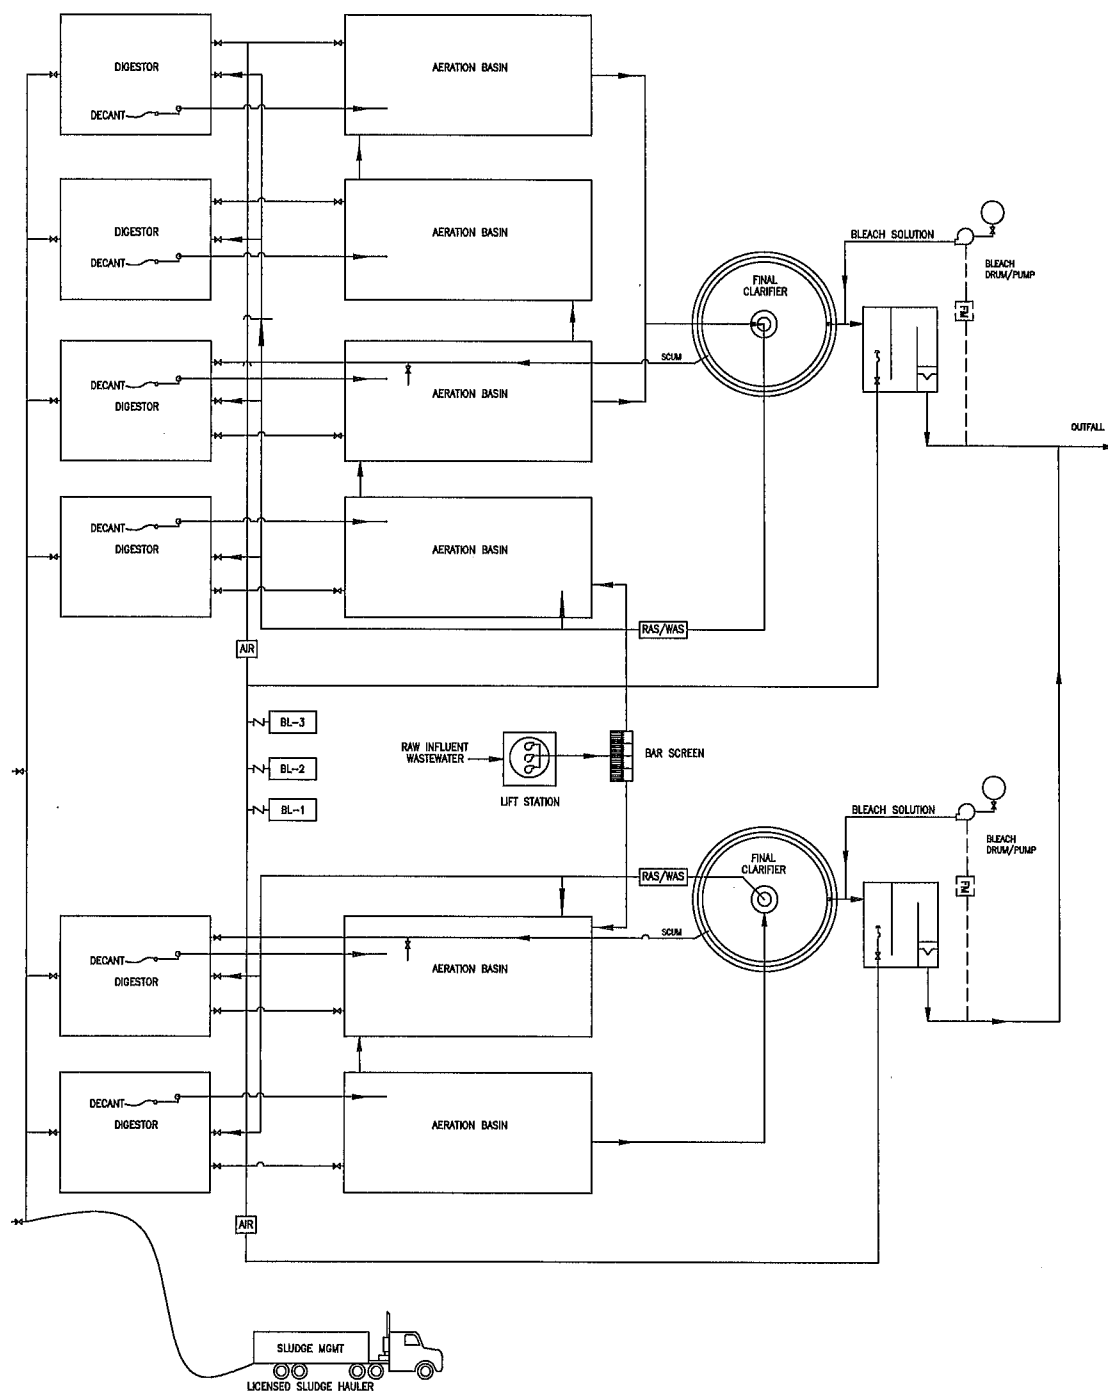 DIGESTOR
AERATION BASIN
DECANT
DIGESTOR
AERATION BASIN
DECANT
BLEACH SOLUTION
BLEACH
DRUM/PUMP
FINAL
CLARIFIER
FM
SCUM
DECANT
DIGESTOR
AERATION BASIN
OUTFALL
DECANT
DIGESTOR
AERATION BASIN
RAS/WAS
AIR
BL-3
RAW INFLUENT
WASTEWATER
BAR SCREEN
BL-2
LIFT STATION
BL-1
BLEACH SOLUTION
BLEACH
DRUM/PUMP
FINAL
CLARIFIER
RAS/WAS
FM
SCUM
DECANT
DIGESTOR
AERATION BASIN
DECANT
DIGESTOR
AERATION BASIN
AIR
SLUDGE MGMT
LICENSED SLUDGE HAULER